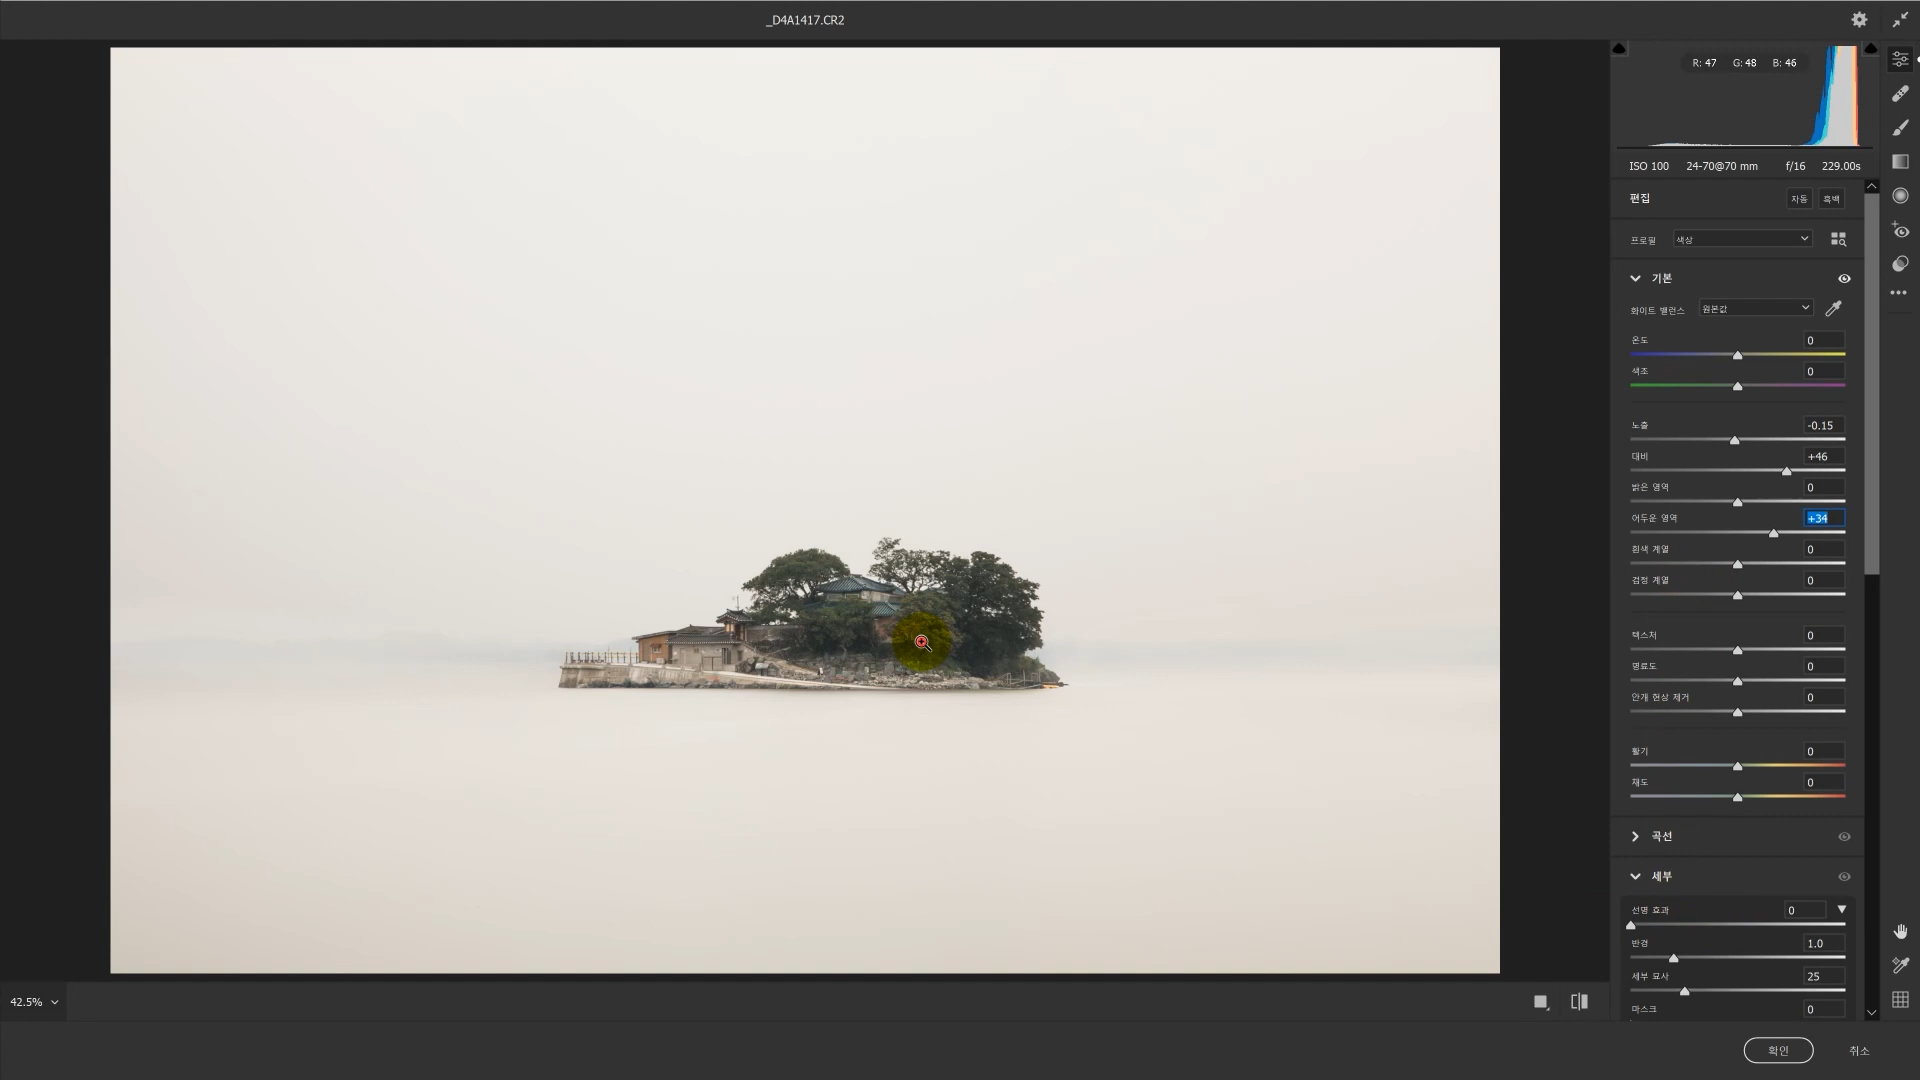 _D4A1417.CR2
R: 47 G: 48 B: 46
ISO 100 24-70@70 mm f/16 229.00s
편집 자동 흑백
프로필 색상
기본
화이트 밸런스 원본값
온도 0
색조 0
노출 -0.15
대비 +46
밝은 영역 0
어두운 영역 +34
흰색 계열 0
검정 계열 0
텍스처 0
명료도 0
안개 현상 제거 0
활기 0
채도 0
곡선
세부
선명 효과 0
반경 1.0
세부 묘사 25
마스크 0
42.5%
확인 취소